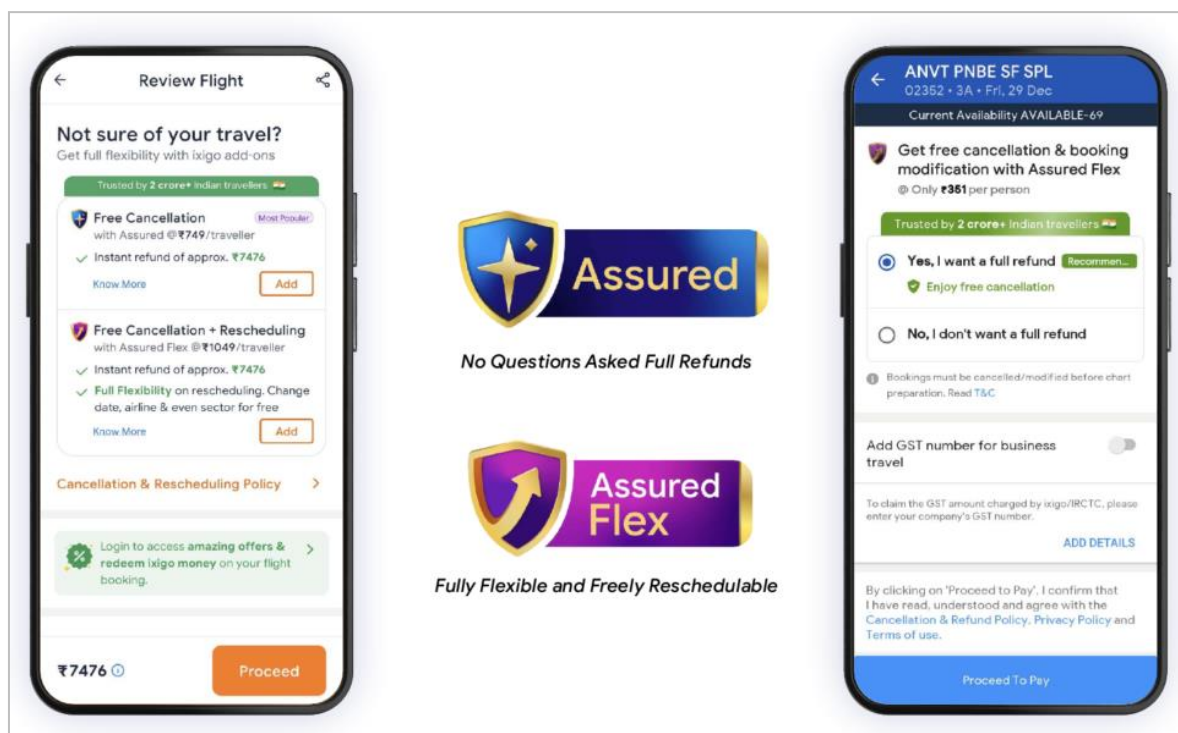 Review Flight
Not sure of your travel?
Get full flexibility with ixigo add-ons
Trusted by 2 crore+ Indian travellers
Free Cancellation Most Popular
with Assured @₹749/traveller
Instant refund of approx. ₹7476
Know More Add
Free Cancellation + Rescheduling
with Assured Flex @₹1049/traveller
Instant refund of approx. ₹7476
Full Flexibility on rescheduling. Change
date, airline & even sector for free
Know More Add
Cancellation & Rescheduling Policy
Login to access amazing offers &
redeem ixigo money on your flight
booking.
₹7476 Proceed
Assured
No Questions Asked Full Refunds
Assured
Flex
Fully Flexible and Freely Reschedulable
ANVT PNBE SF SPL
02352 • 3A • Fri, 29 Dec
Current Availability AVAILABLE-69
Get free cancellation & booking
modification with Assured Flex
@ Only ₹351 per person
Trusted by 2 crore+ Indian travellers
Yes, I want a full refund Recommen...
Enjoy free cancellation
No, I don't want a full refund
Bookings must be cancelled/modified before chart
preparation. Read T&C
Add GST number for business
travel
To claim the GST amount charged by ixigo/IRCTC, please
enter your company's GST number.
ADD DETAILS
By clicking on 'Proceed to Pay', I confirm that
I have read, understood and agree with the
Cancellation & Refund Policy, Privacy Policy and
Terms of use.
Proceed To Pay